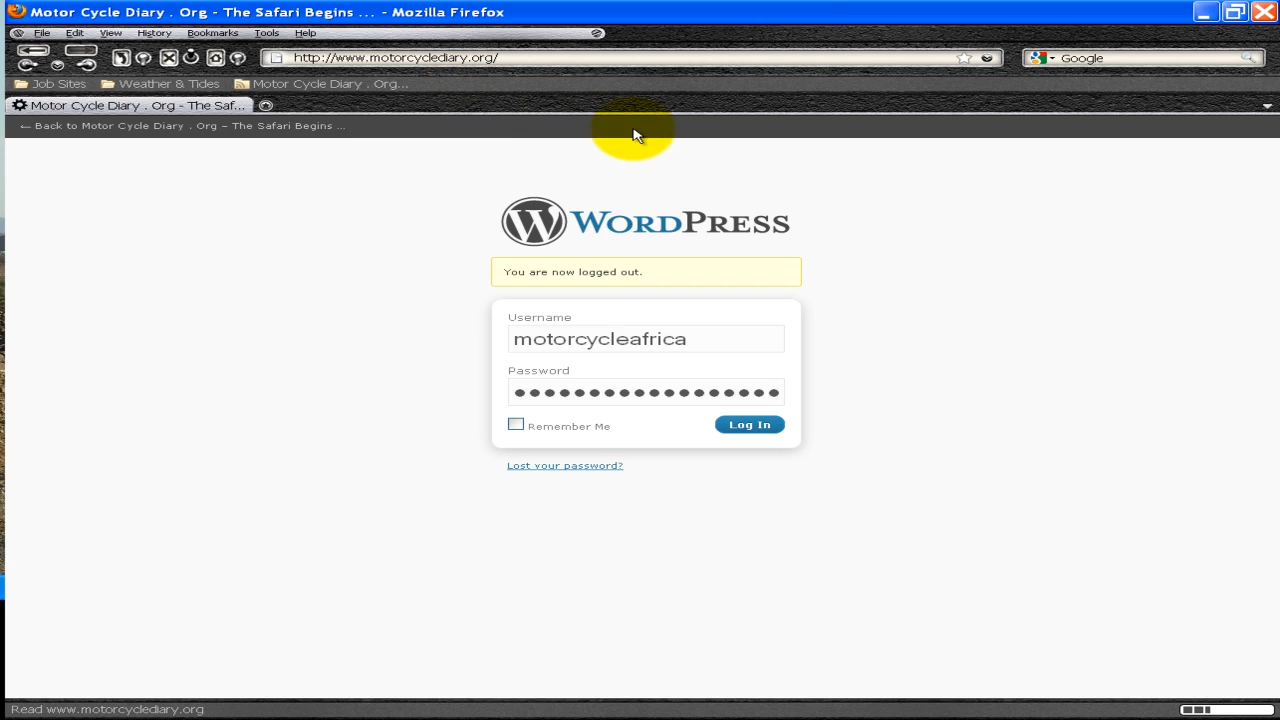 Motor Cycle Diary . Org - The Safari Begins ... - Mozilla Firefox
File Edit View History Bookmarks Tools Help
http://www.motorcyclediary.org/
Google
Job Sites Weather & Tides Motor Cycle Diary . Org...
Motor Cycle Diary . Org - The Saf...
← Back to Motor Cycle Diary . Org – The Safari Begins ...
WORDPRESS
You are now logged out.
Username
motorcycleafrica
Password
Remember Me
Log In
Lost your password?
Read www.motorcyclediary.org